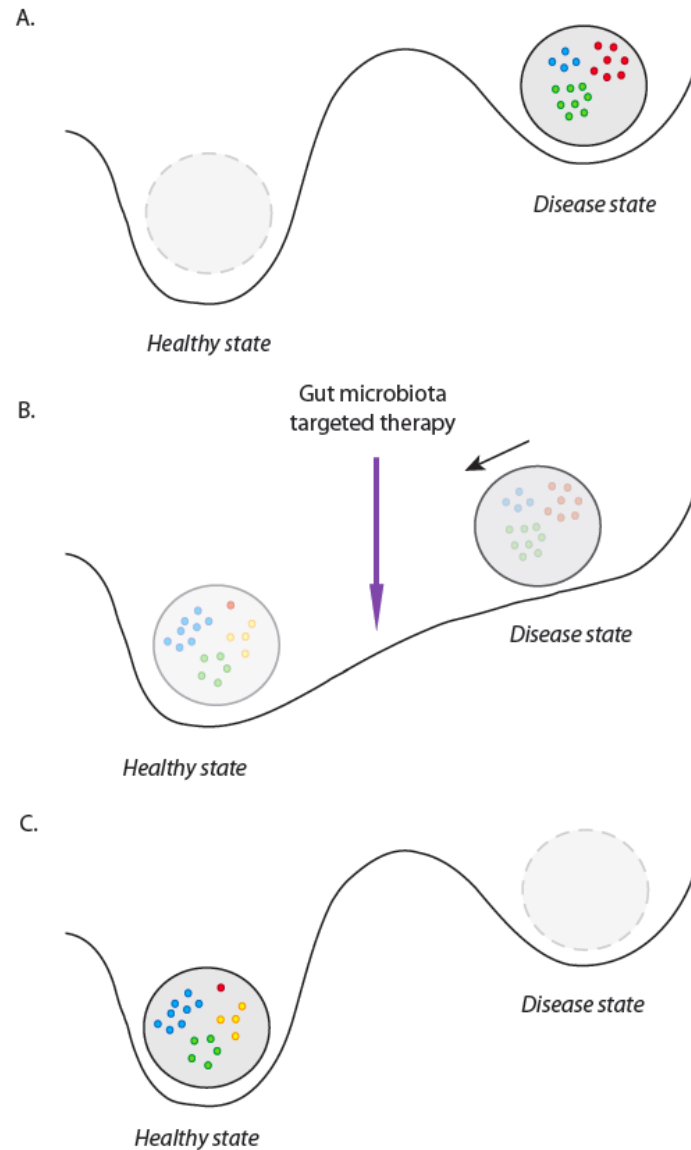 A.
Disease state
Healthy state
B.
Gut microbiota
targeted therapy
Disease state
Healthy state
C.
Disease state
Healthy state